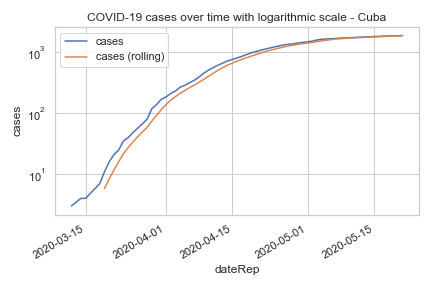 COVID-19 cases over time with logarithmic scale - Cuba
cases
cases (rolling)
10³
10²
10¹
cases
2020-03-15
2020-04-01
2020-04-15
2020-05-01
2020-05-15
dateRep